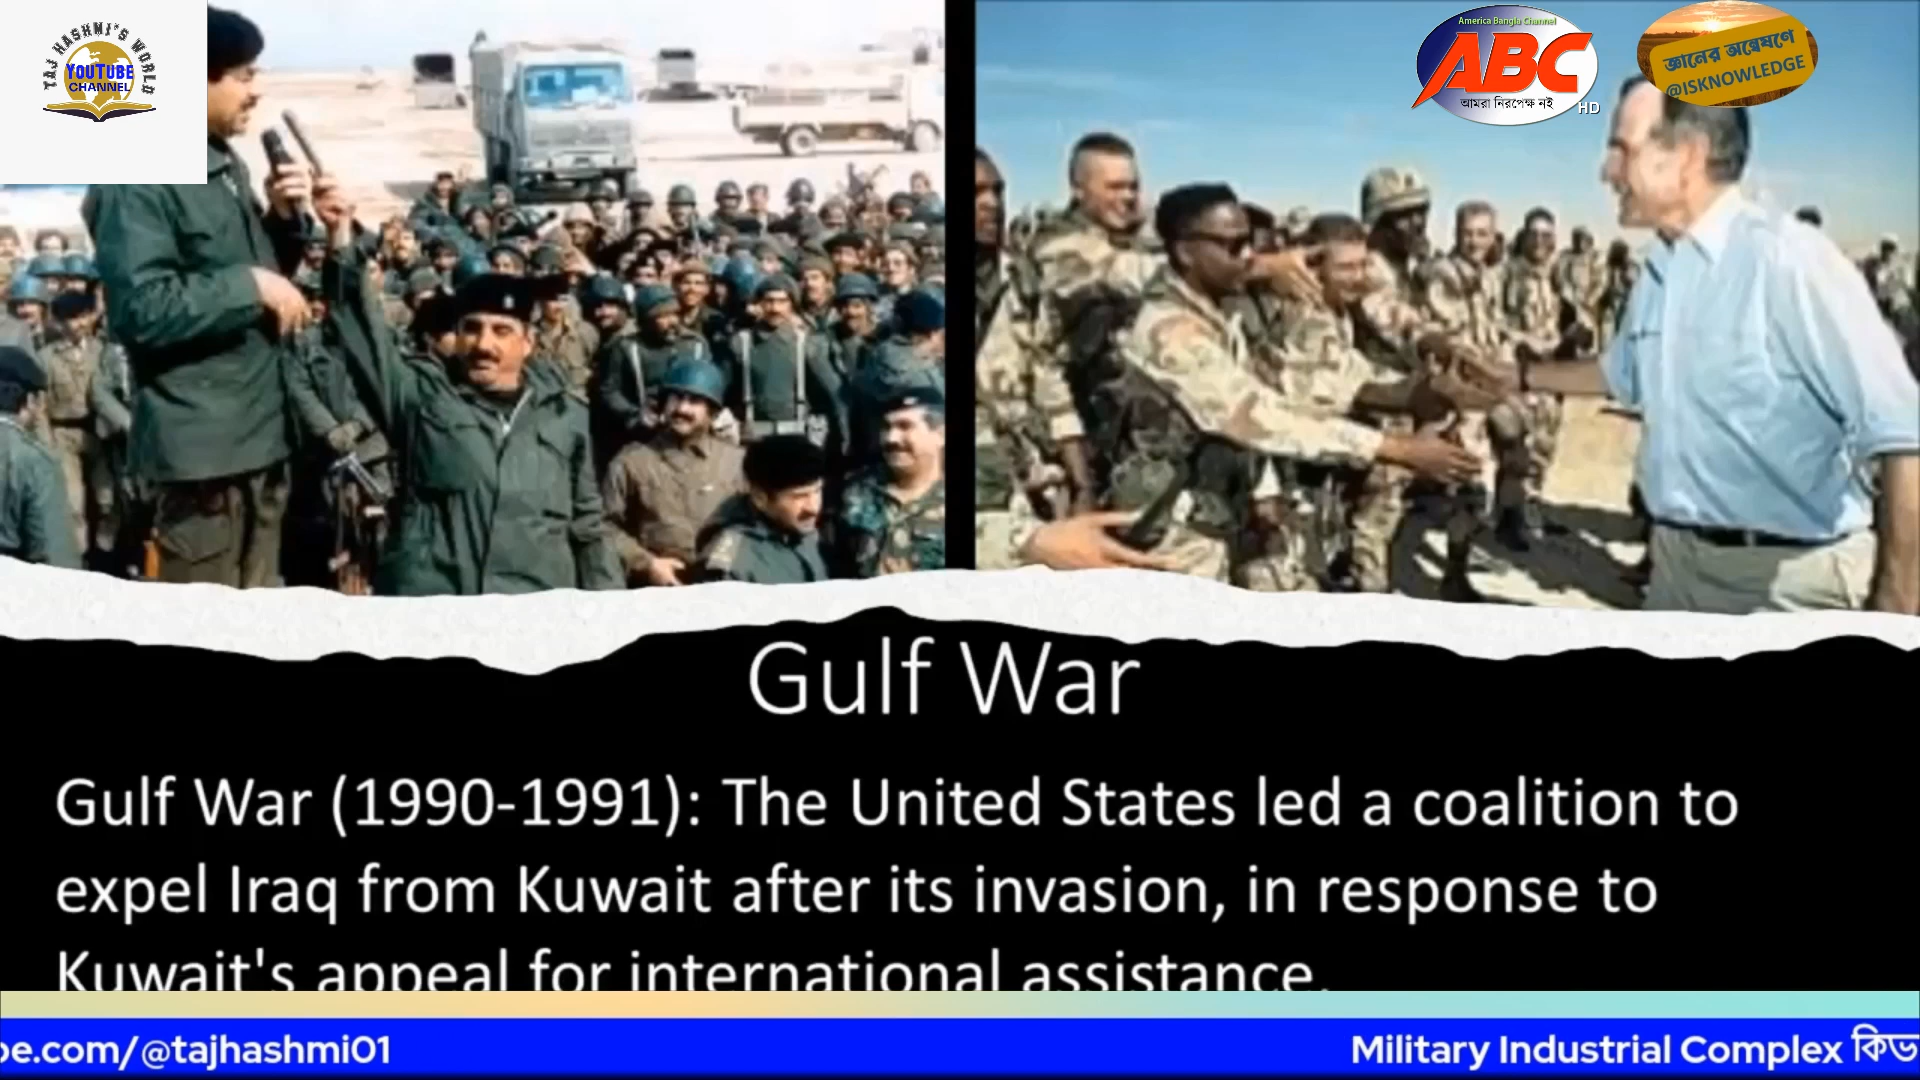 TAJ HASHMI'S WORLD
YOUTUBE
CHANNEL
America Bangla Channel
ABC
আমরা নিরপেক্ষ নই
HD
জ্ঞানের অন্বেষণে
@ISKNOWLEDGE
Gulf War
Gulf War (1990-1991): The United States led a coalition to
expel Iraq from Kuwait after its invasion, in response to
Kuwait's appeal for international assistance.
be.com/@tajhashmi01
Military Industrial Complex কিভ